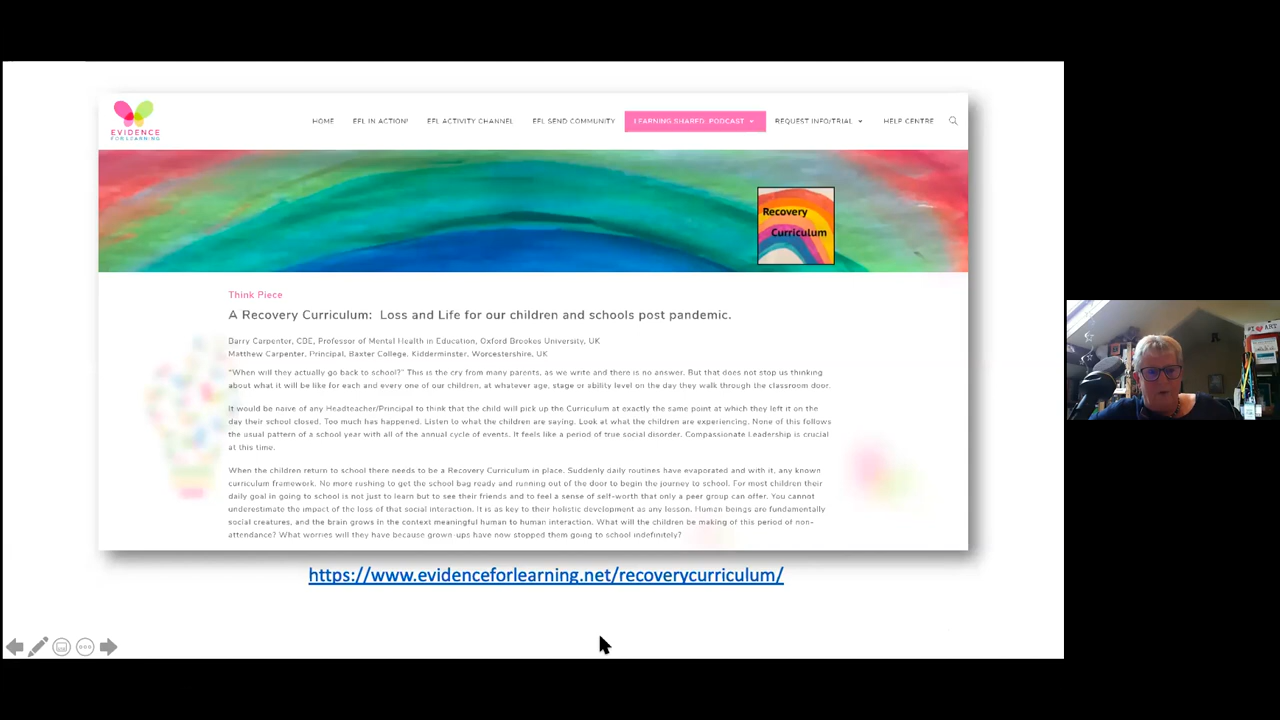 EVIDENCE
FOR LEARNING
HOME EFL IN ACTION! EFL ACTIVITY CHANNEL EFL SEND COMMUNITY LEARNING SHARED: PODCAST REQUEST INFO/TRIAL HELP CENTRE
Recovery
Curriculum
Think Piece
A Recovery Curriculum: Loss and Life for our children and schools post pandemic.
Barry Carpenter, CBE, Professor of Mental Health in Education, Oxford Brookes University, UK
Matthew Carpenter, Principal, Baxter College, Kidderminster, Worcestershire, UK
"When will they actually go back to school?" This is the cry from many parents, as we write and there is no answer. But that does not stop us thinking
about what it will be like for each and every one of our children, at whatever age, stage or ability level on the day they walk through the classroom door.
It would be naive of any Headteacher/Principal to think that the child will pick up the Curriculum at exactly the same point at which they left it on the
day their school closed. Too much has happened. Listen to what the children are saying. Look at what the children are experiencing. None of this follows
the usual pattern of a school year with all of the annual cycle of events. It feels like a period of true social disorder. Compassionate Leadership is crucial
at this time.
When the children return to school there needs to be a Recovery Curriculum in place. Suddenly daily routines have evaporated and with it, any known
curriculum framework. No more rushing to get the school bag ready and running out of the door to begin the journey to school. For most children their
daily goal in going to school is not just to learn but to see their friends and to feel a sense of self-worth that only a peer group can offer. You cannot
underestimate the impact of the loss of that social interaction. It is as key to their holistic development as any lesson. Human beings are fundamentally
social creatures, and the brain grows in the context meaningful human to human interaction. What will the children be making of this period of non-
attendance? What worries will they have because grown-ups have now stopped them going to school indefinitely?
https://www.evidenceforlearning.net/recoverycurriculum/